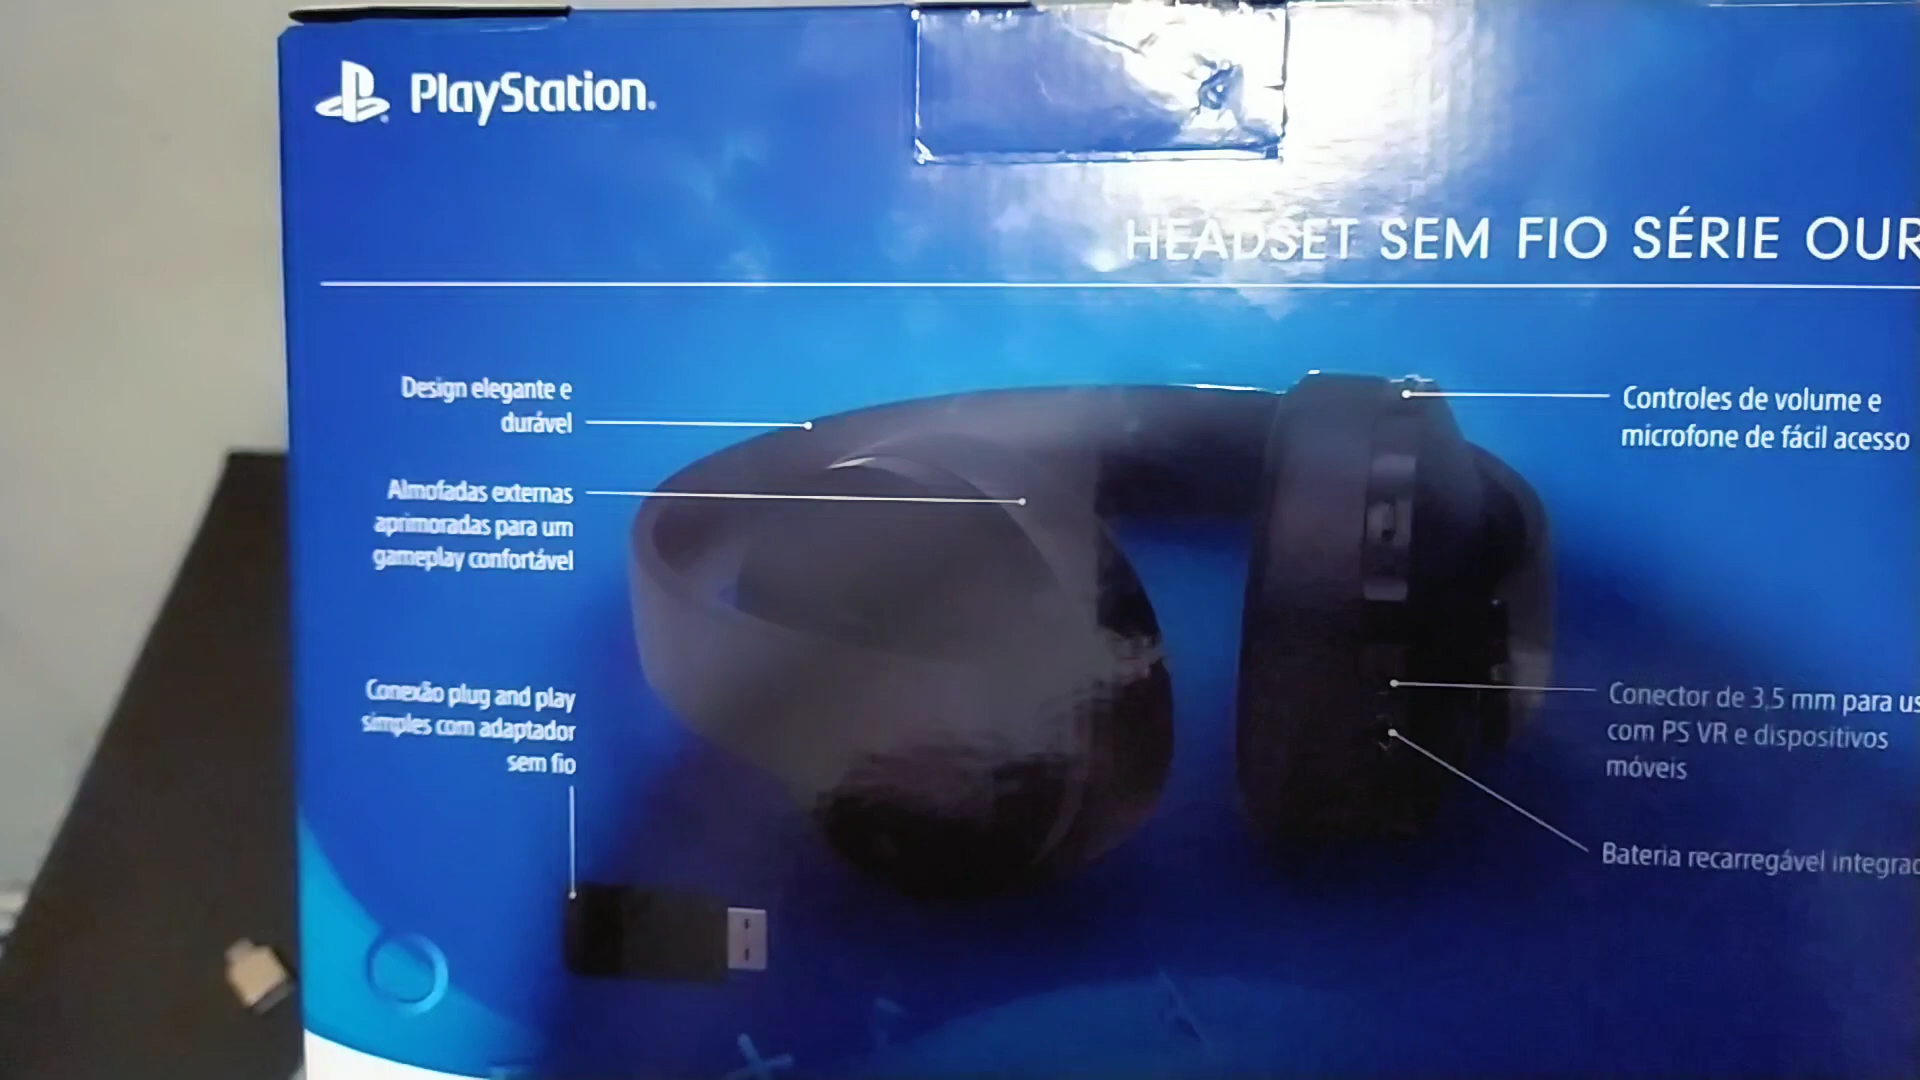 PlayStation
HEADSET SEM FIO SÉRIE OUR
Design elegante e
durável
Almofadas externas
aprimoradas para um
gameplay confortável
Conexão plug and play
simples com adaptador
sem fio
Controles de volume e
microfone de fácil acesso
Conector de 3,5 mm para us
com PS VR e dispositivos
móveis
Bateria recarregável integrad